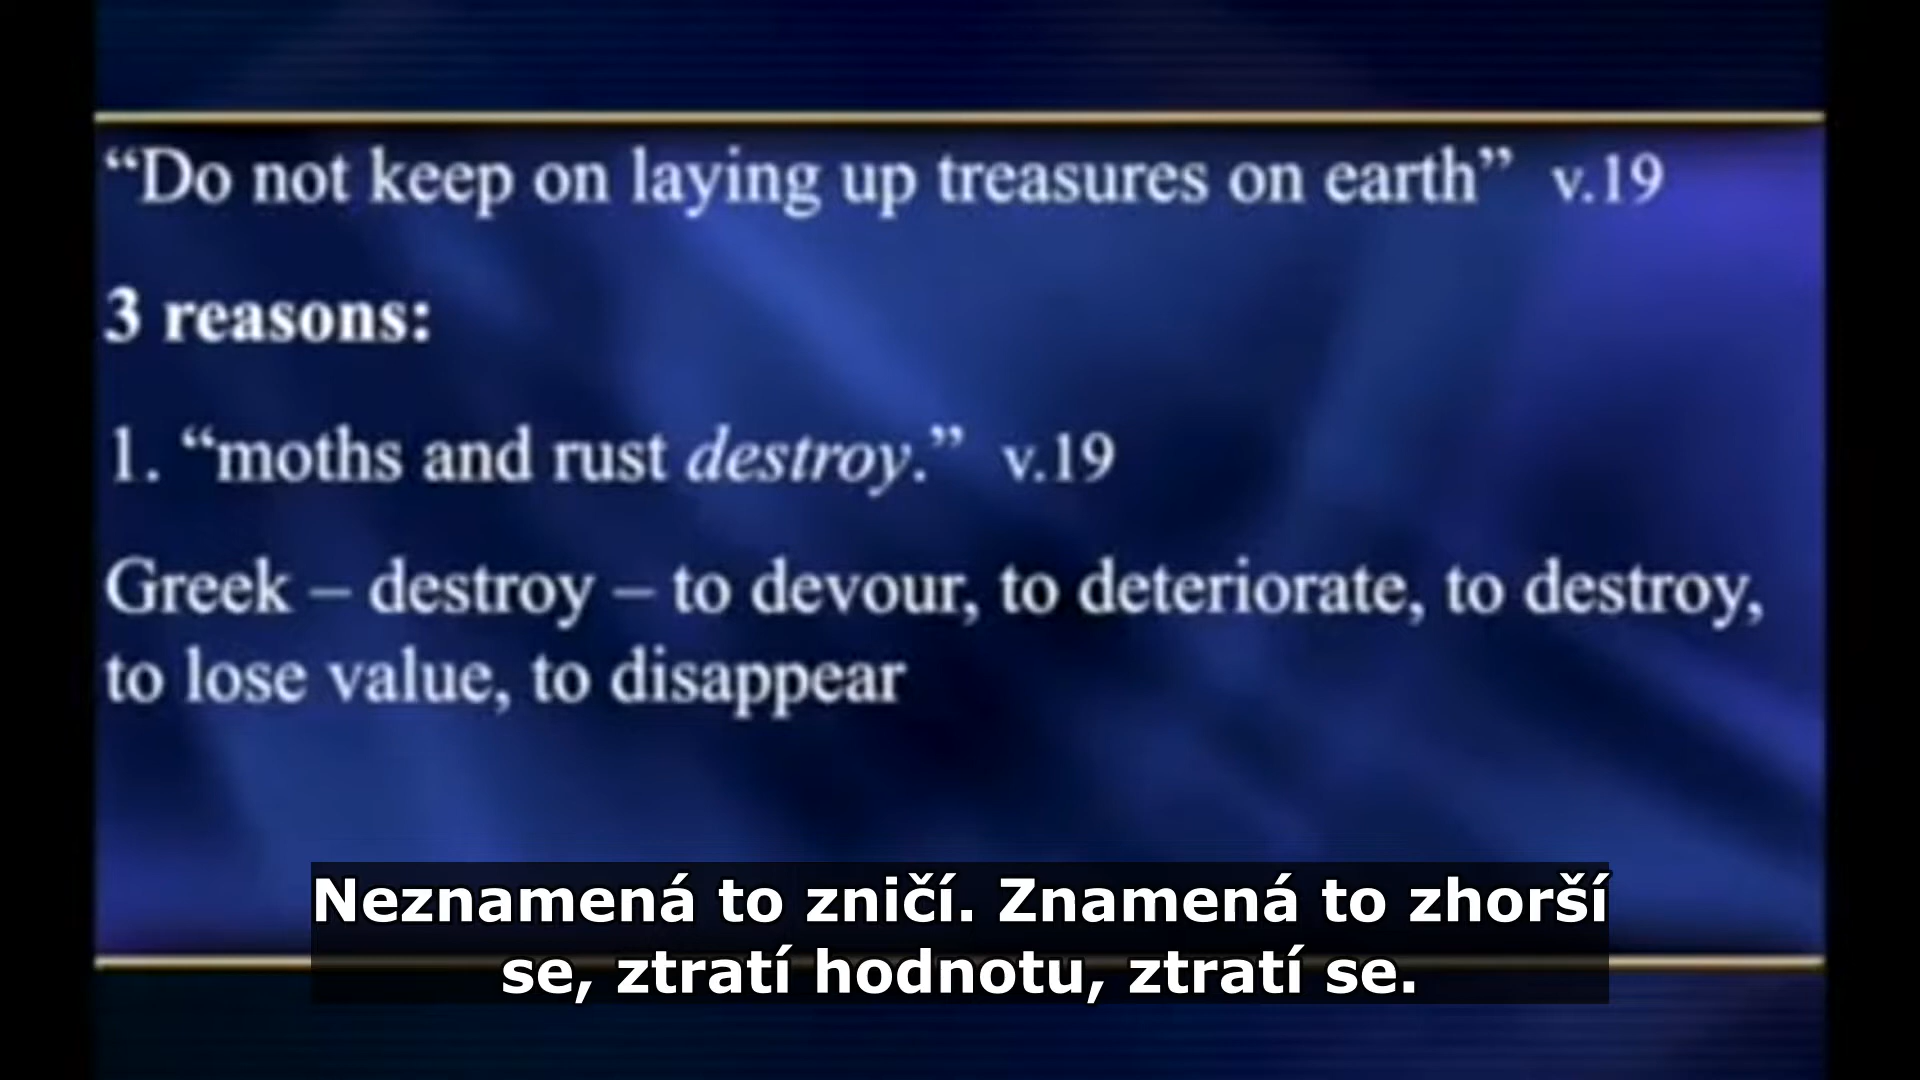 “Do not keep on laying up treasures on earth” v.19
3 reasons:
1. “moths and rust destroy.” v.19
Greek – destroy – to devour, to deteriorate, to destroy,
to lose value, to disappear
Neznamená to zničí. Znamená to zhorší
se, ztratí hodnotu, ztratí se.